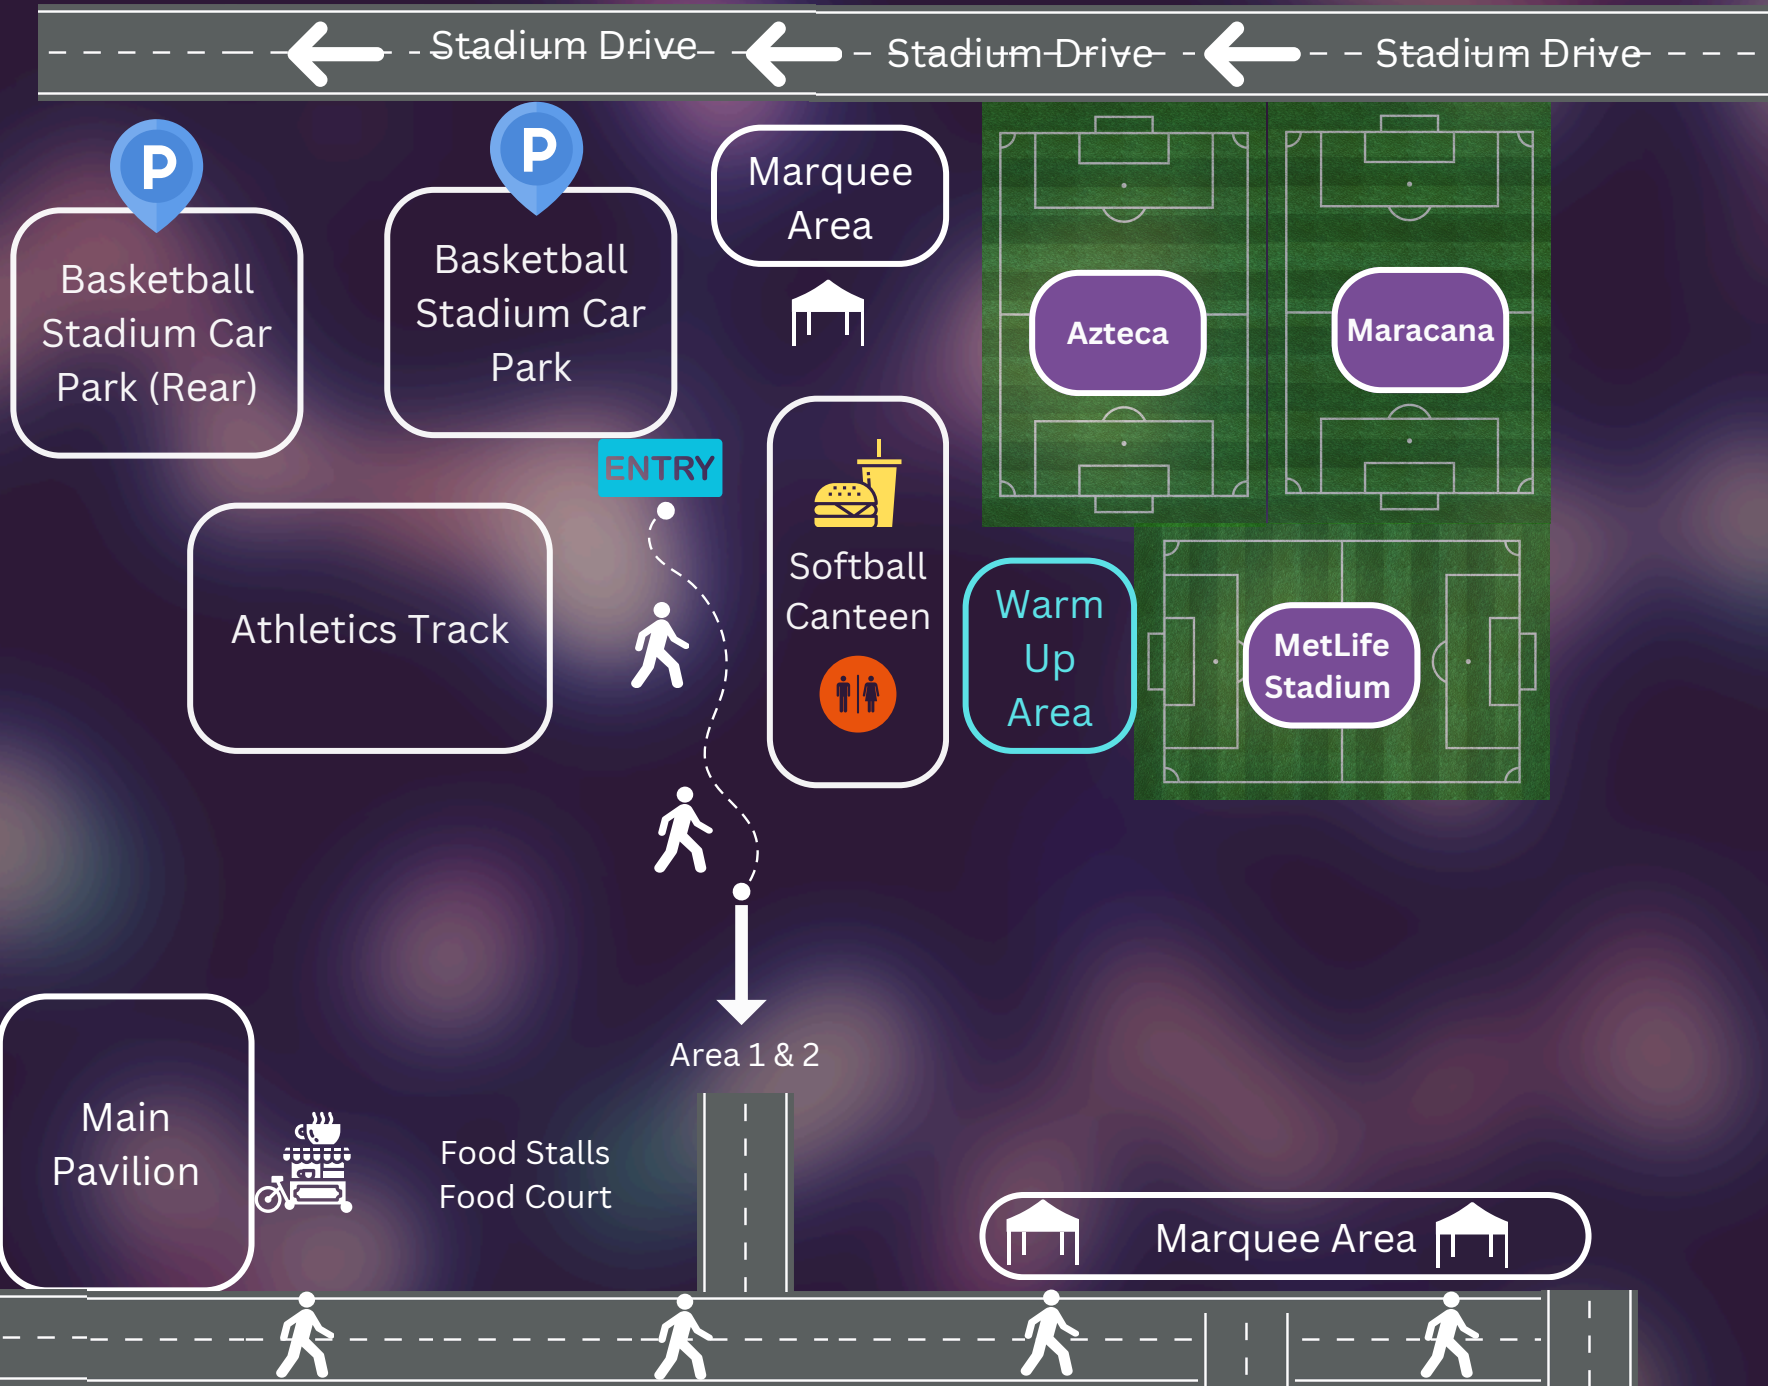 Stadium Drive
Stadium Drive
Stadium Drive
P
P
Marquee
Area
Basketball
Stadium Car
Park (Rear)
Basketball
Stadium Car
Park
Azteca
Maracana
ENTRY
Athletics Track
Softball
Canteen
Warm
Up
Area
MetLife
Stadium
Area 1 & 2
Main
Pavilion
Food Stalls
Food Court
Marquee Area